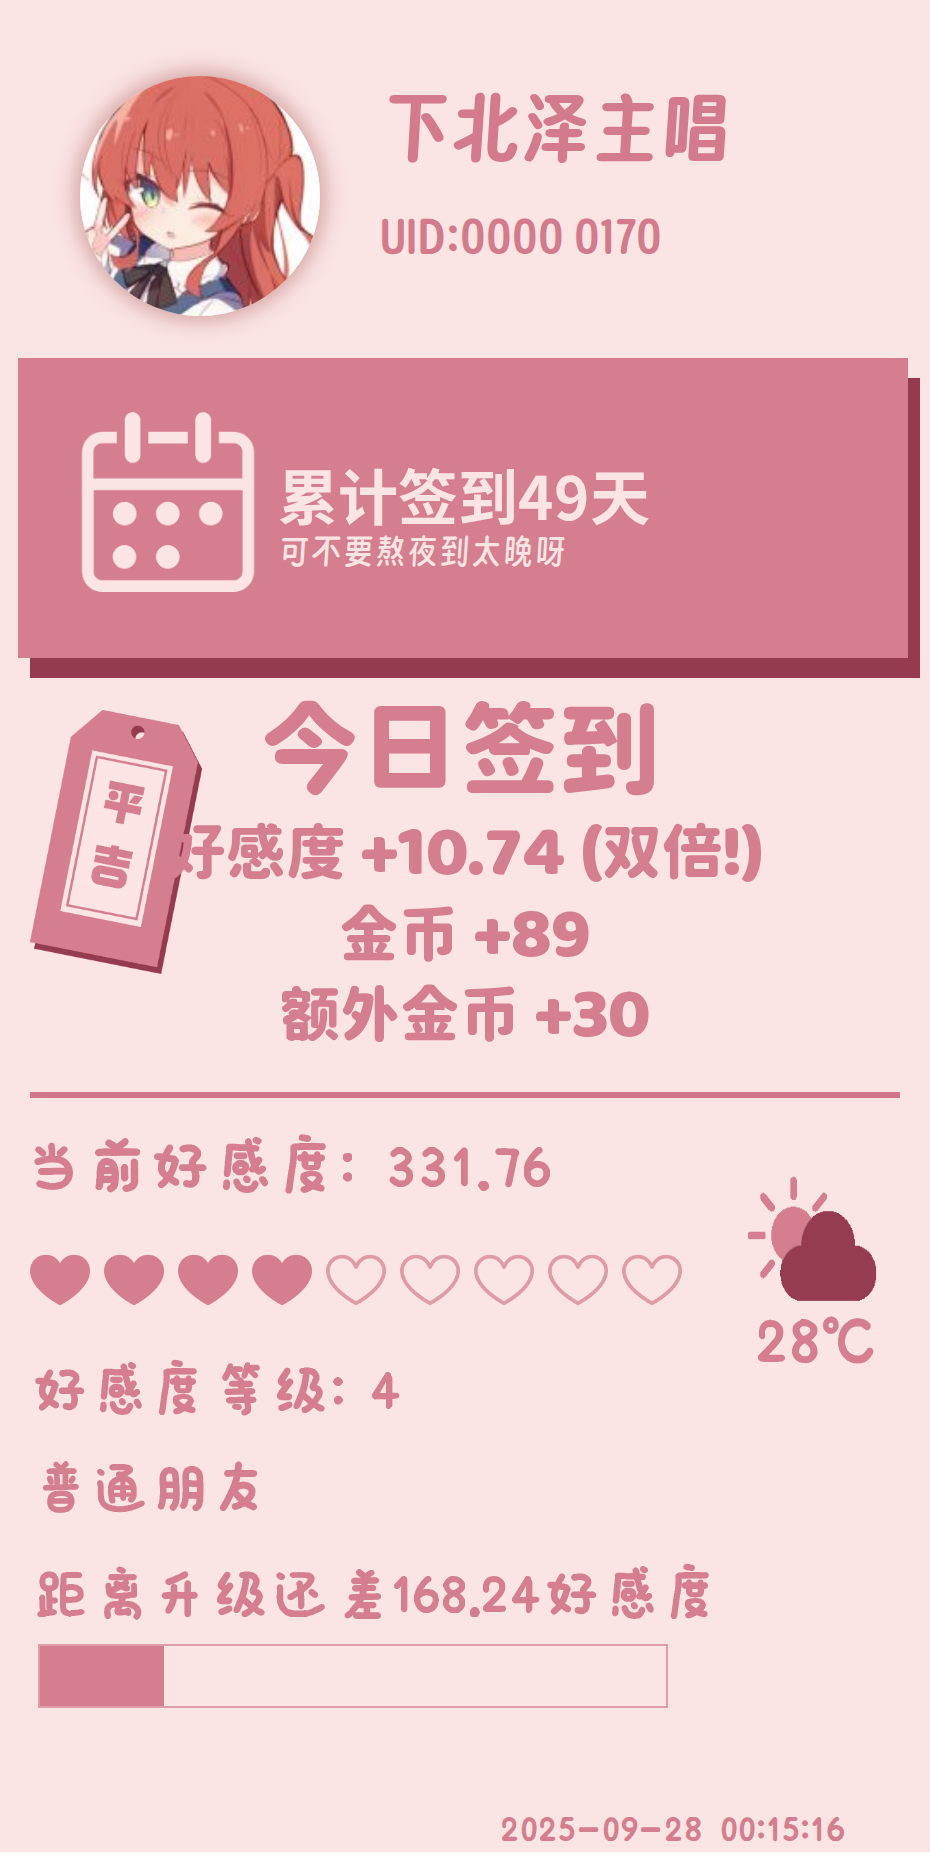 下北泽主唱
UID:0000 0170
累计签到49天
可不要熬夜到太晚呀
今日签到
平吉
好感度 +10.74 (双倍!)
金币 +89
额外金币 +30
当前好感度: 331.76
28℃
好感度等级: 4
普通朋友
距离升级还差168.24好感度
2025-09-28 00:15:16